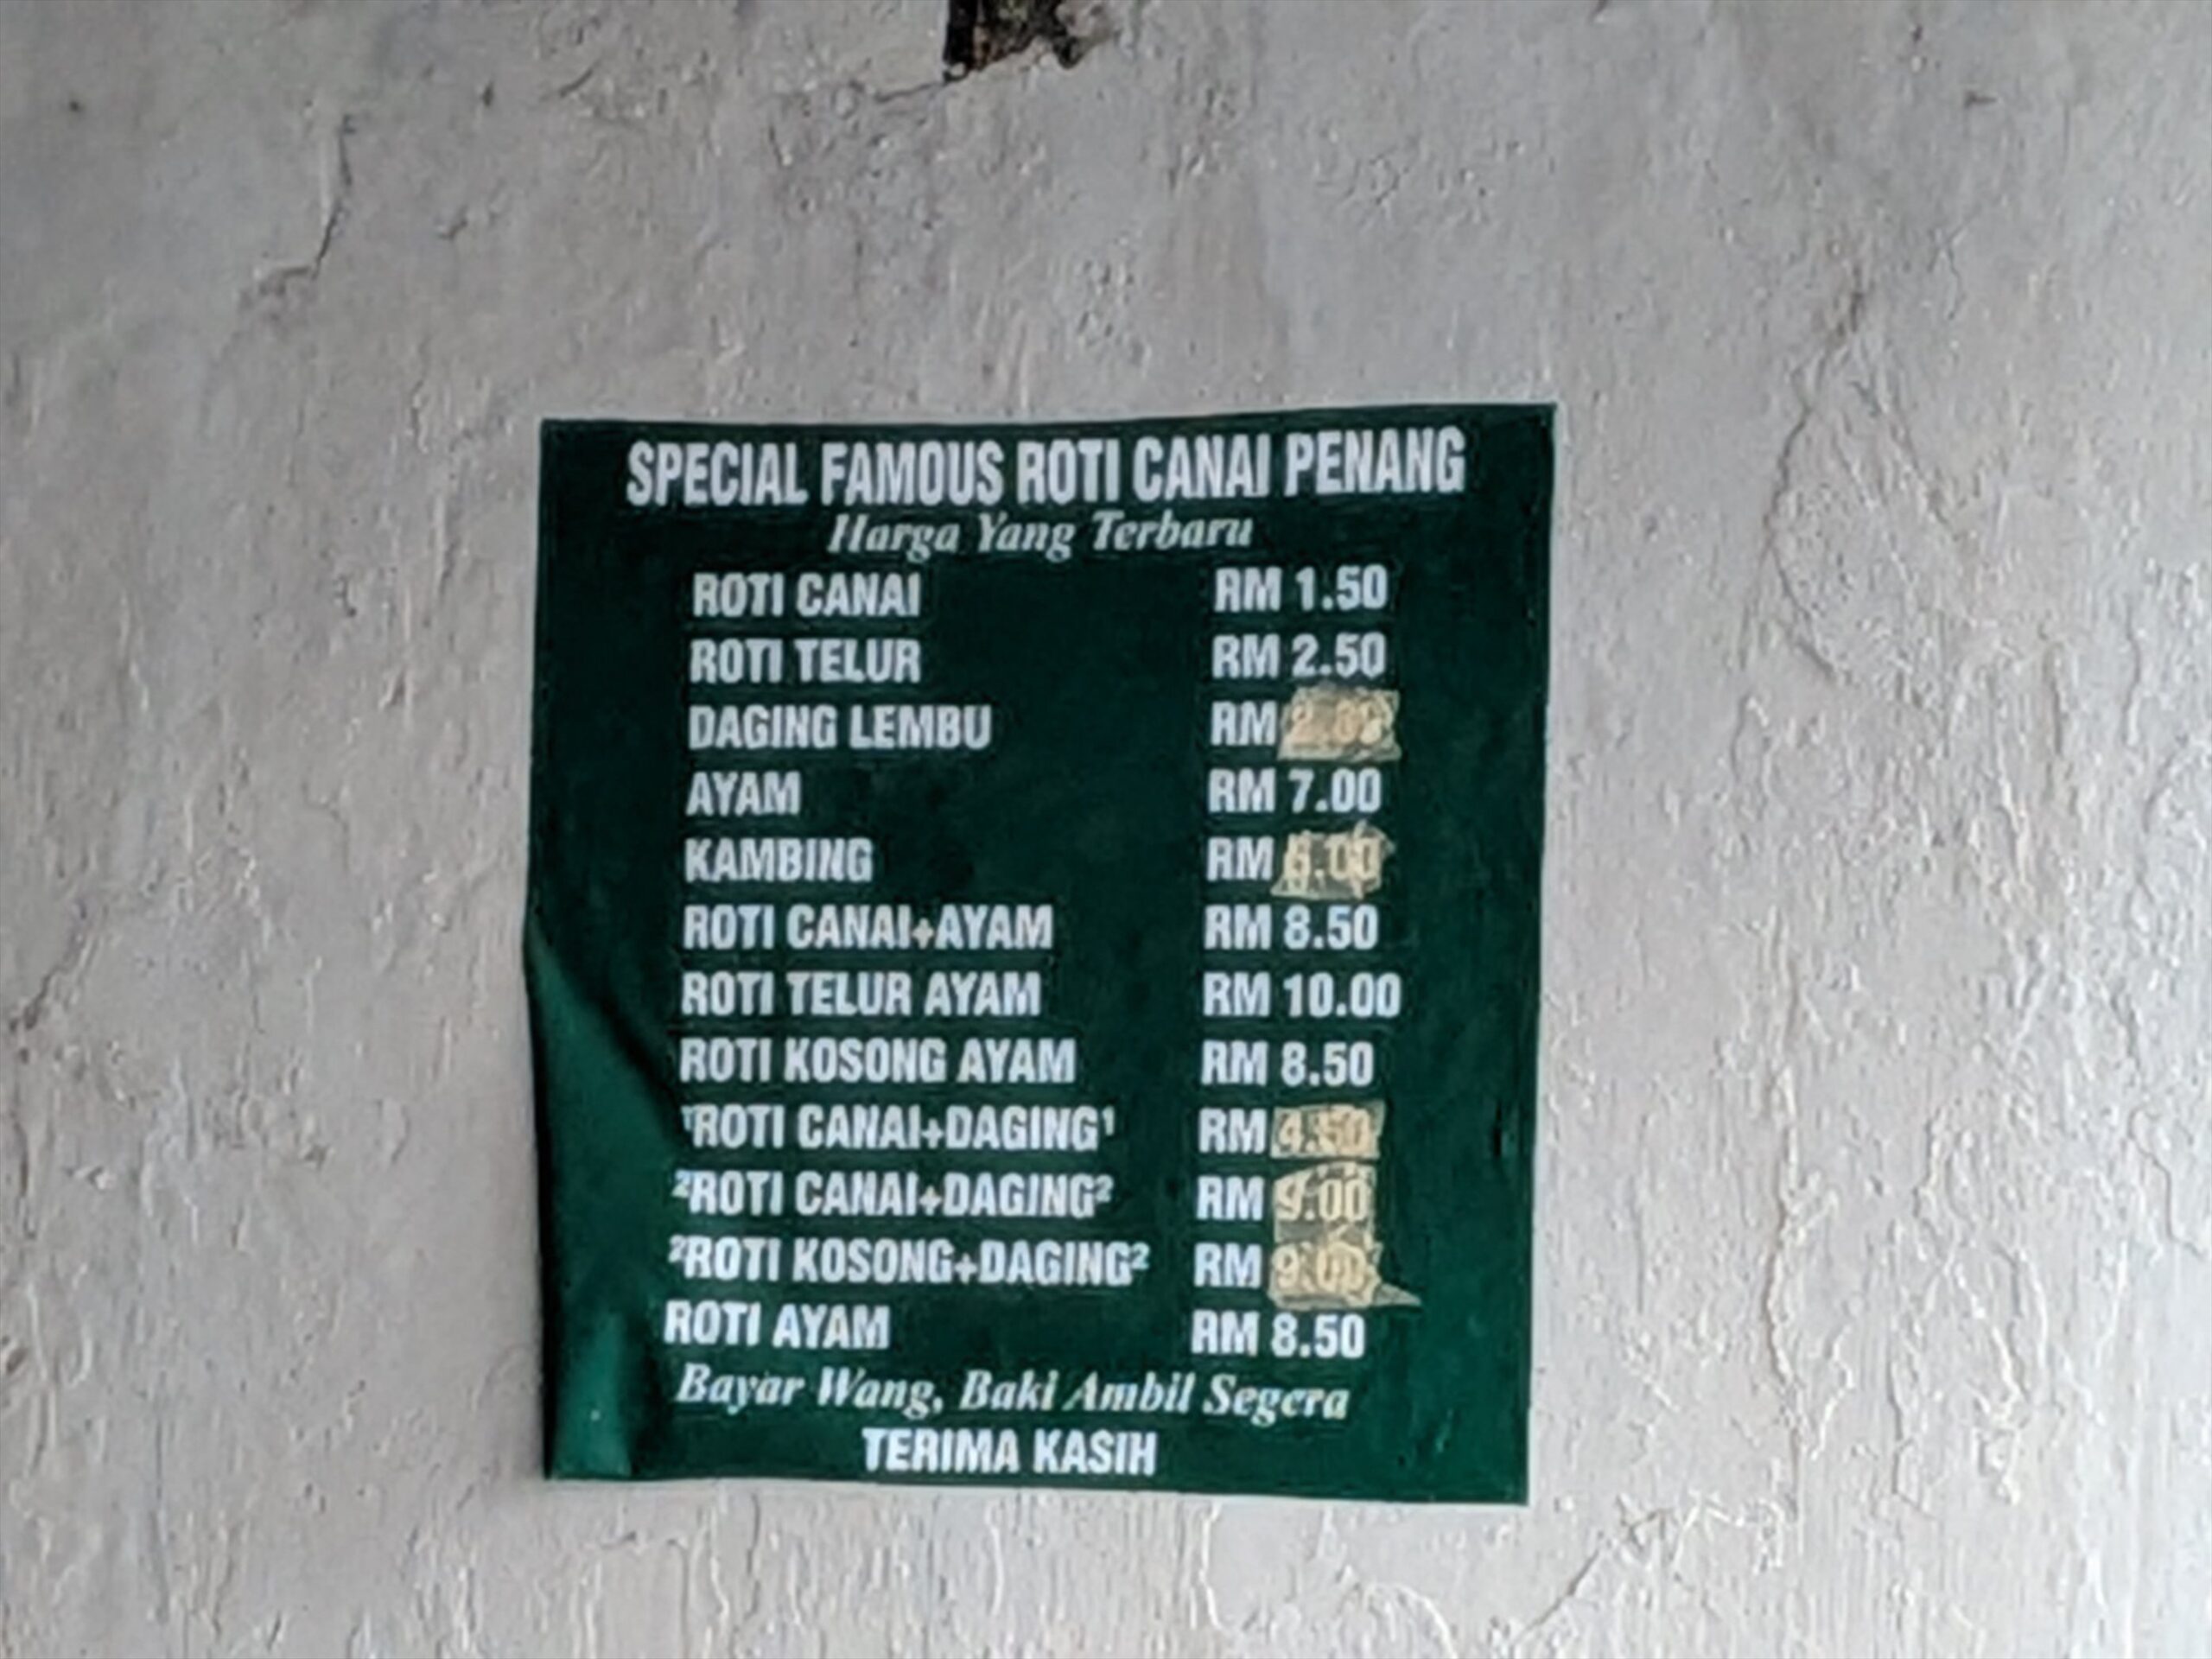 SPECIAL FAMOUS ROTI CANAI PENANG
Harga Yang Terbaru
ROTI CANAI RM 1.50
ROTI TELUR RM 2.50
DAGING LEMBU RM
AYAM RM 7.00
KAMBING RM
ROTI CANAI+AYAM RM 8.50
ROTI TELUR AYAM RM 10.00
ROTI KOSONG AYAM RM 8.50
¹ROTI CANAI+DAGING¹ RM 4.50
²ROTI CANAI+DAGING² RM 9.00
²ROTI KOSONG+DAGING² RM 9.00
ROTI AYAM RM 8.50
Bayar Wang, Baki Ambil Segera
TERIMA KASIH